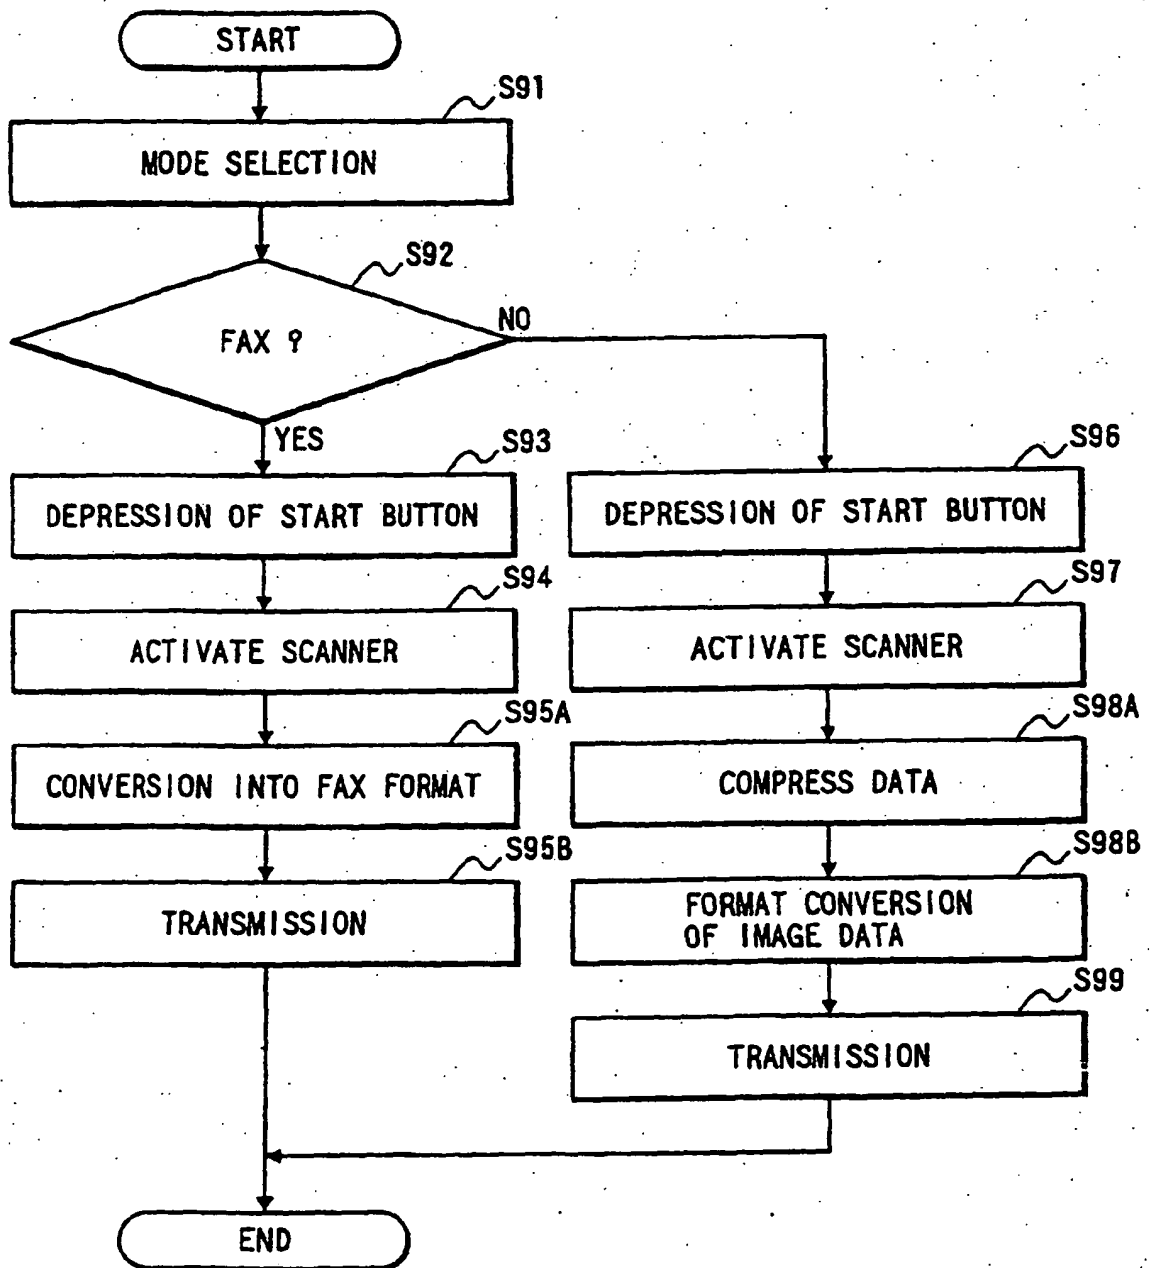 START
S91
MODE SELECTION
S92
FAX ?
NO
YES
S93
DEPRESSION OF START BUTTON
S94
ACTIVATE SCANNER
S95A
CONVERSION INTO FAX FORMAT
S95B
TRANSMISSION
S96
DEPRESSION OF START BUTTON
S97
ACTIVATE SCANNER
S98A
COMPRESS DATA
S98B
FORMAT CONVERSION
OF IMAGE DATA
S99
TRANSMISSION
END